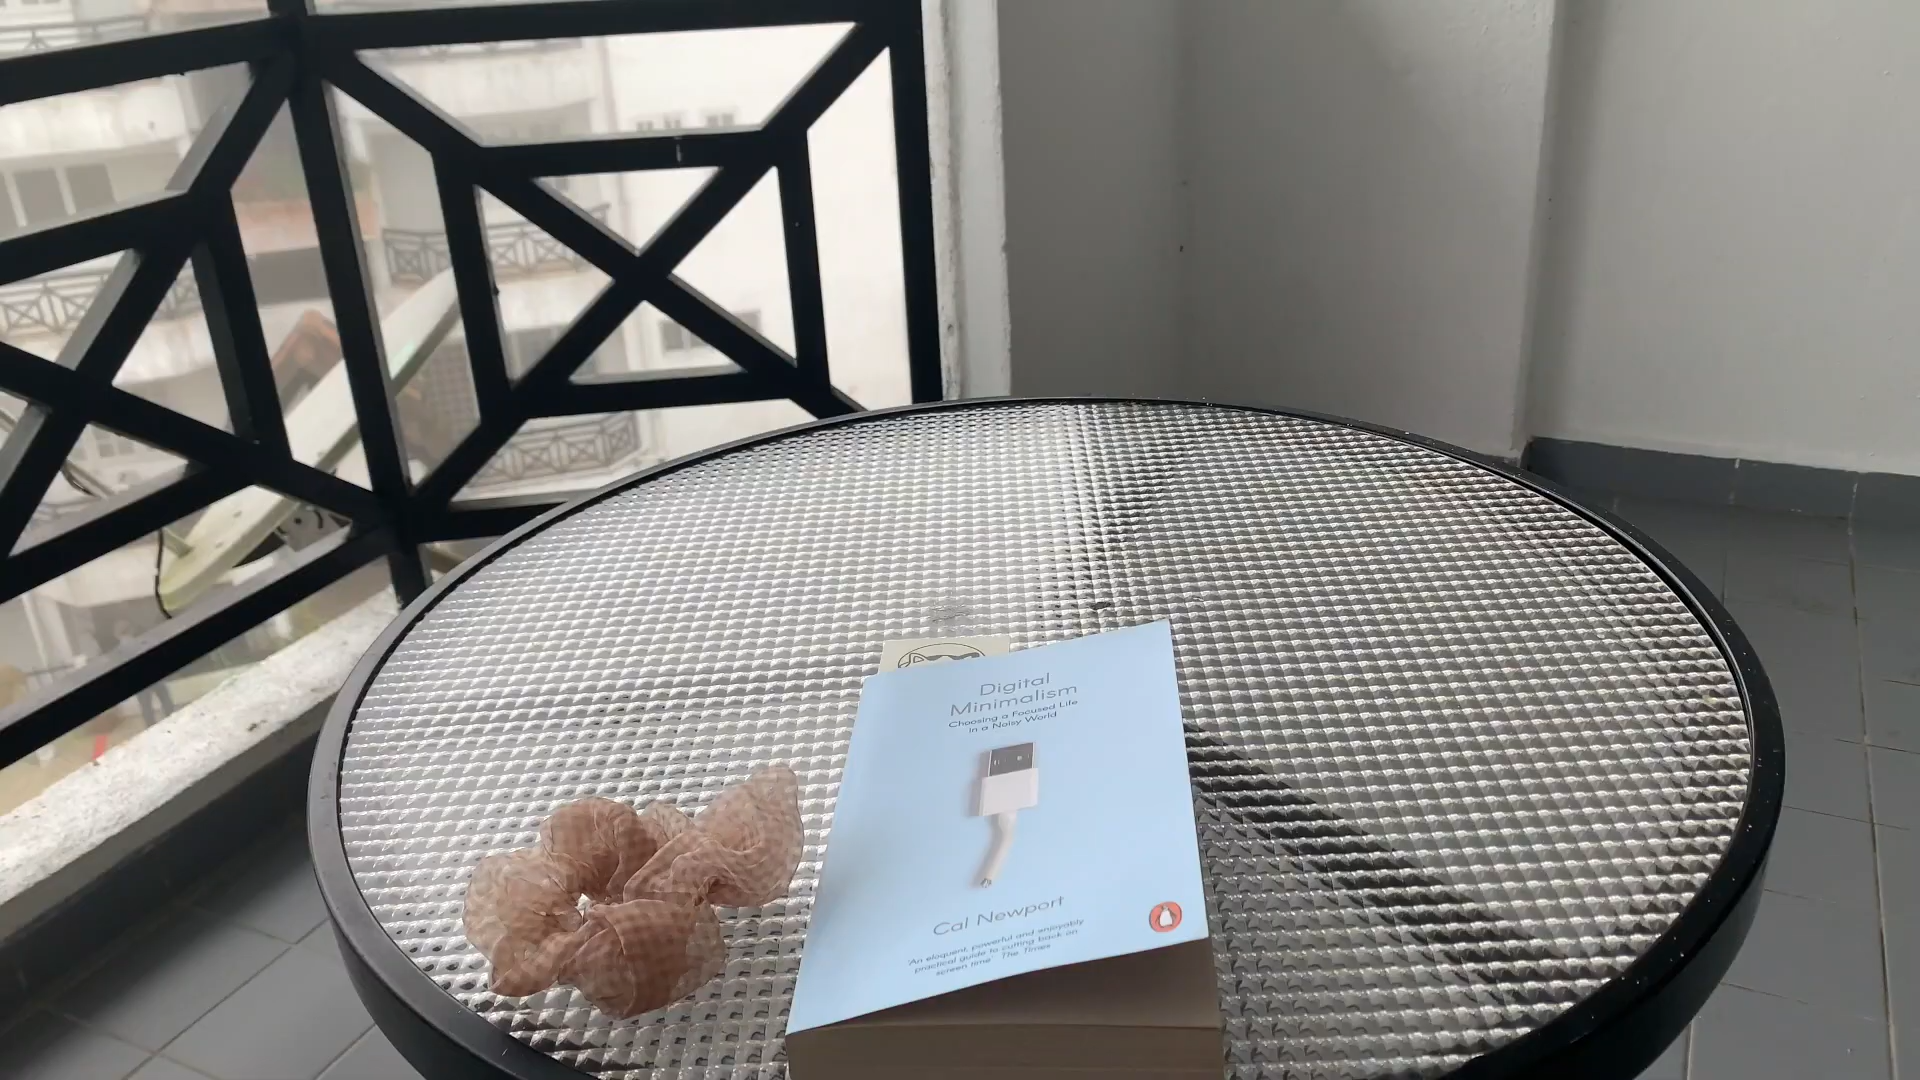 Digital
Minimalism
Choosing a Focused Life
in a Noisy World
Cal Newport
'An eloquent, powerful and enjoyably
practical guide to cutting back on
screen time' The Times